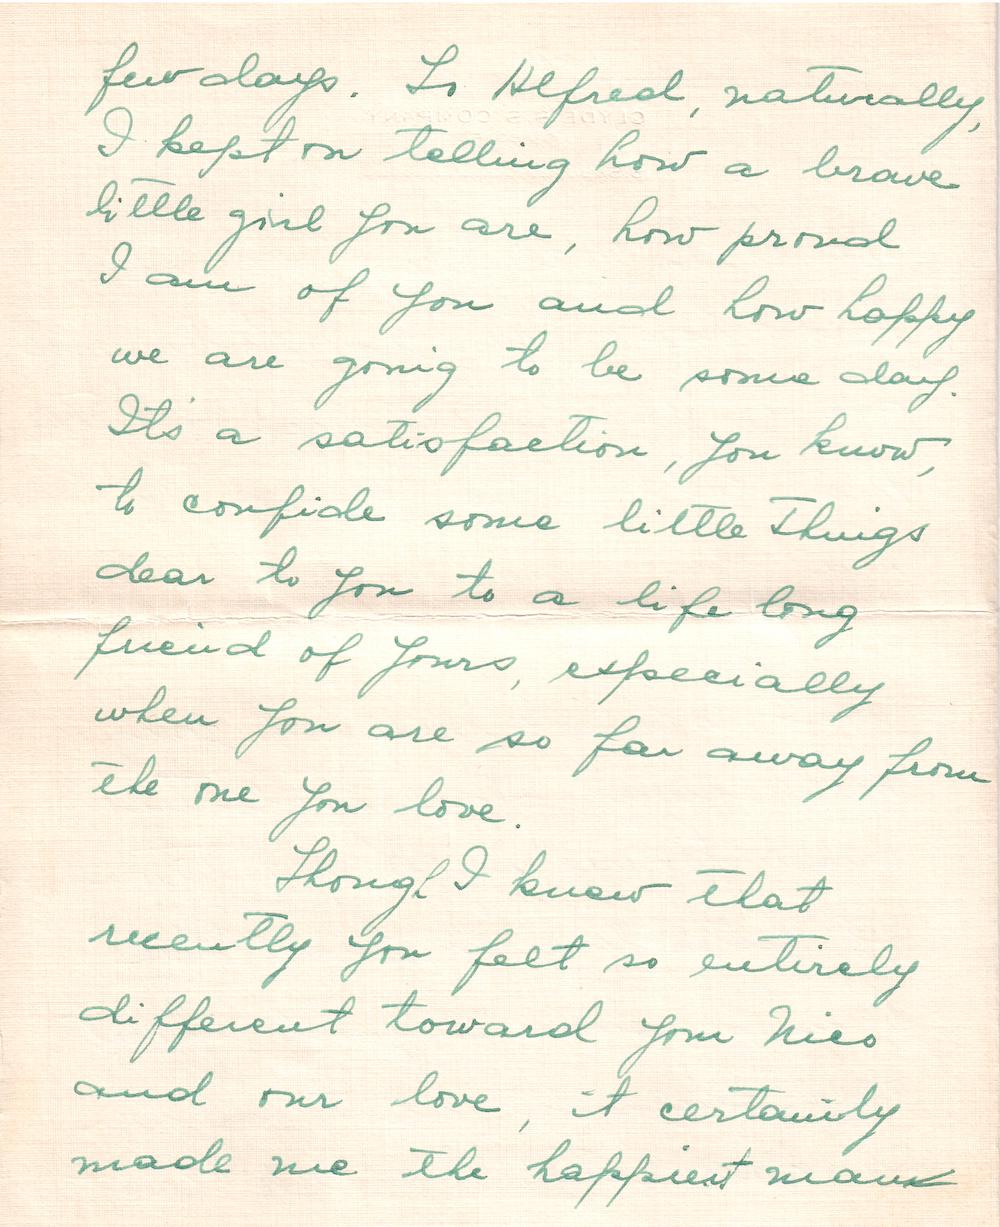 few days. To Alfred, naturally,
I kept on telling how a brave
little girl you are, how proud
I am of you and how happy
we are going to be some day.
It's a satisfaction, you know,
to confide some little things
dear to you to a life long
friend of yours, especially
when you are so far away from
the one you love.
Though I knew that
recently you felt so entirely
different toward your Nico
and our love, it certainly
made me the happiest man